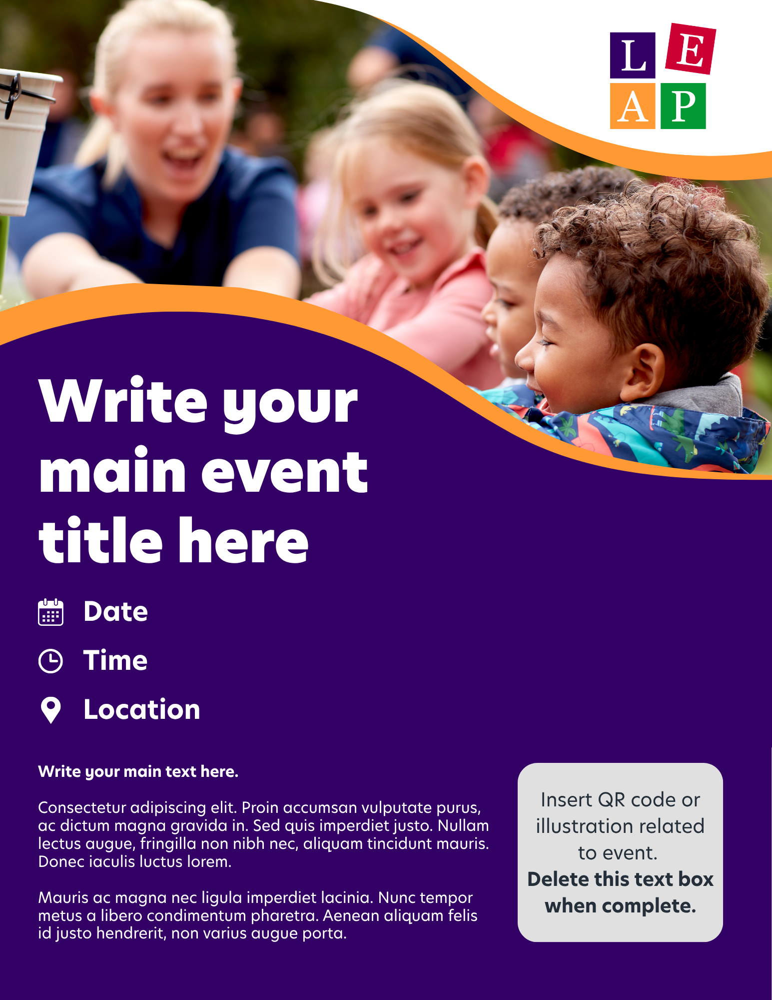 L E
A P
Write your
main event
title here
Date
Time
Location
Write your main text here.
Consectetur adipiscing elit. Proin accumsan vulputate purus,
ac dictum magna gravida in. Sed quis imperdiet justo. Nullam
lectus augue, fringilla non nibh nec, aliquam tincidunt mauris.
Donec iaculis luctus lorem.
Mauris ac magna nec ligula imperdiet lacinia. Nunc tempor
metus a libero condimentum pharetra. Aenean aliquam felis
id justo hendrerit, non varius augue porta.
Insert QR code or
illustration related
to event.
Delete this text box
when complete.